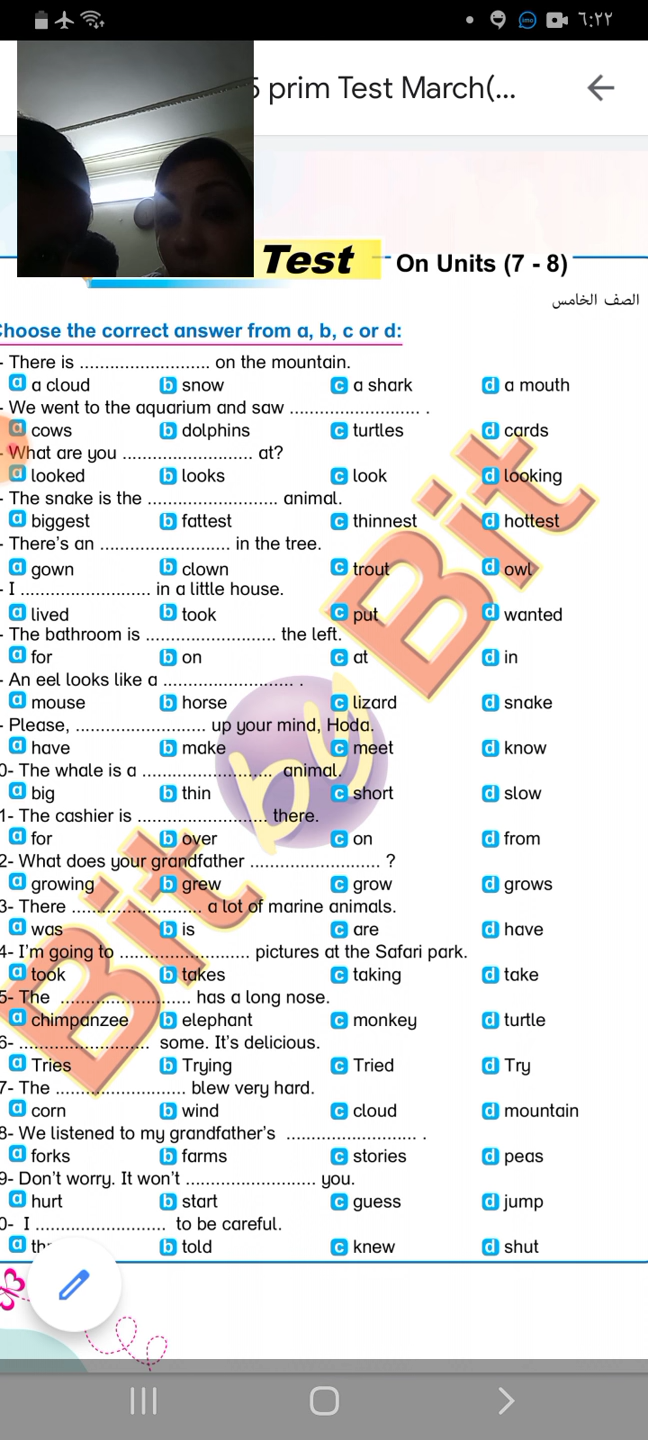 ٦:٢٢
5 prim Test March(...
Test On Units (7 - 8)
الصف الخامس
hoose the correct answer from a, b, c or d:
- There is .......................... on the mountain.
a a cloud b snow c a shark d a mouth
- We went to the aquarium and saw .......................... .
a cows b dolphins c turtles d cards
- What are you .......................... at?
a looked b looks c look d looking
- The snake is the .......................... animal.
a biggest b fattest c thinnest d hottest
- There's an .......................... in the tree.
a gown b clown c trout d owl
- I .......................... in a little house.
a lived b took c put d wanted
- The bathroom is .......................... the left.
a for b on c at d in
- An eel looks like a .......................... .
a mouse b horse c lizard d snake
- Please, .......................... up your mind, Hoda.
a have b make c meet d know
0- The whale is a .......................... animal.
a big b thin c short d slow
1- The cashier is .......................... there.
a for b over c on d from
2- What does your grandfather .......................... ?
a growing b grew c grow d grows
3- There .......................... a lot of marine animals.
a was b is c are d have
4- I'm going to .......................... pictures at the Safari park.
a took b takes c taking d take
5- The .......................... has a long nose.
a chimpanzee b elephant c monkey d turtle
6- .......................... some. It's delicious.
a Tries b Trying c Tried d Try
7- The .......................... blew very hard.
a corn b wind c cloud d mountain
8- We listened to my grandfather's .......................... .
a forks b farms c stories d peas
9- Don't worry. It won't .......................... you.
a hurt b start c guess d jump
0- I .......................... to be careful.
a b told c knew d shut
Bit by Bit